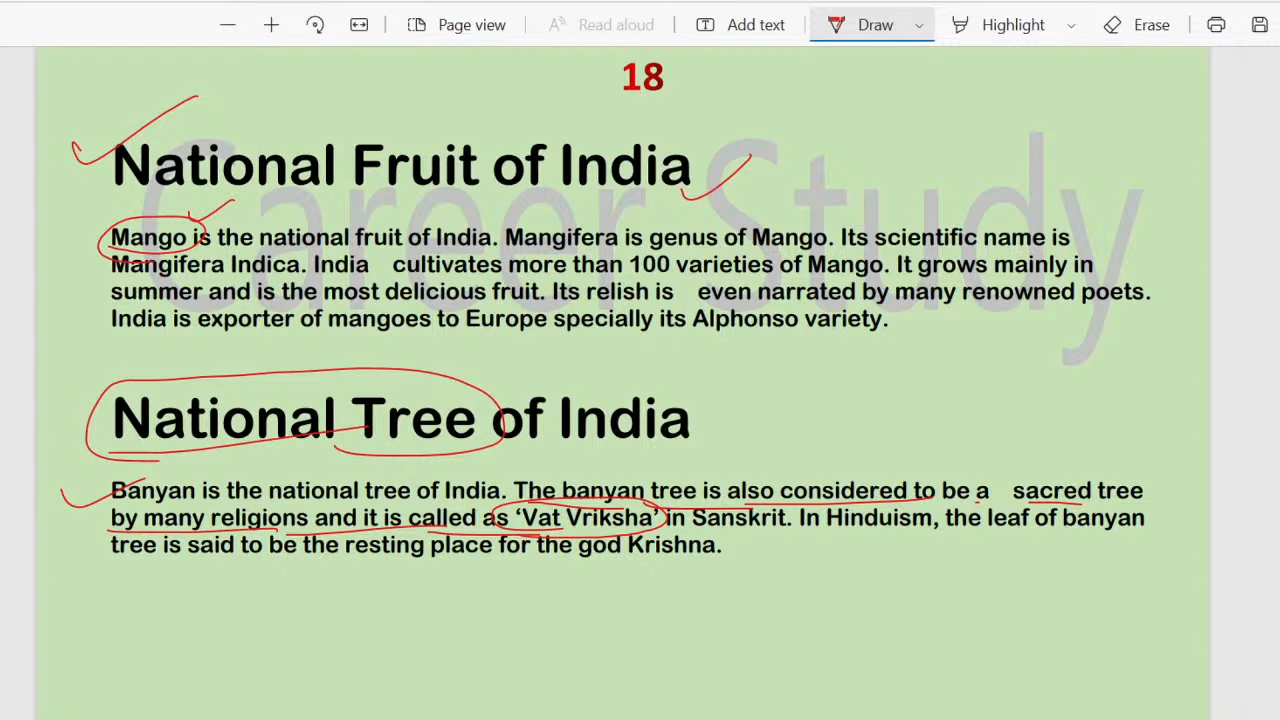 Page view Read aloud Add text Draw Highlight Erase
18
Career Study
National Fruit of India
Mango is the national fruit of India. Mangifera is genus of Mango. Its scientific name is
Mangifera Indica. India cultivates more than 100 varieties of Mango. It grows mainly in
summer and is the most delicious fruit. Its relish is even narrated by many renowned poets.
India is exporter of mangoes to Europe specially its Alphonso variety.
National Tree of India
Banyan is the national tree of India. The banyan tree is also considered to be a sacred tree
by many religions and it is called as ‘Vat Vriksha’ in Sanskrit. In Hinduism, the leaf of banyan
tree is said to be the resting place for the god Krishna.